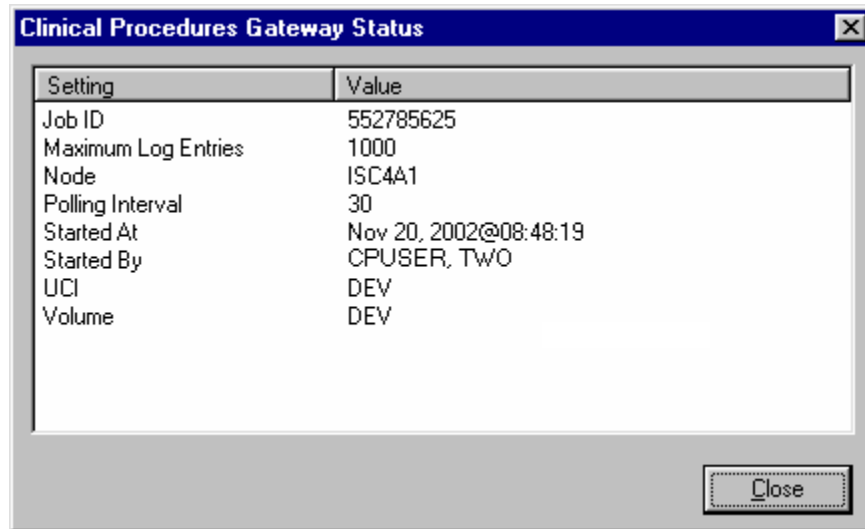 Clinical Procedures Gateway Status
Setting Value
Job ID 552785625
Maximum Log Entries 1000
Node ISC4A1
Polling Interval 30
Started At Nov 20, 2002@08:48:19
Started By CPUSER, TWO
UCI DEV
Volume DEV
Close